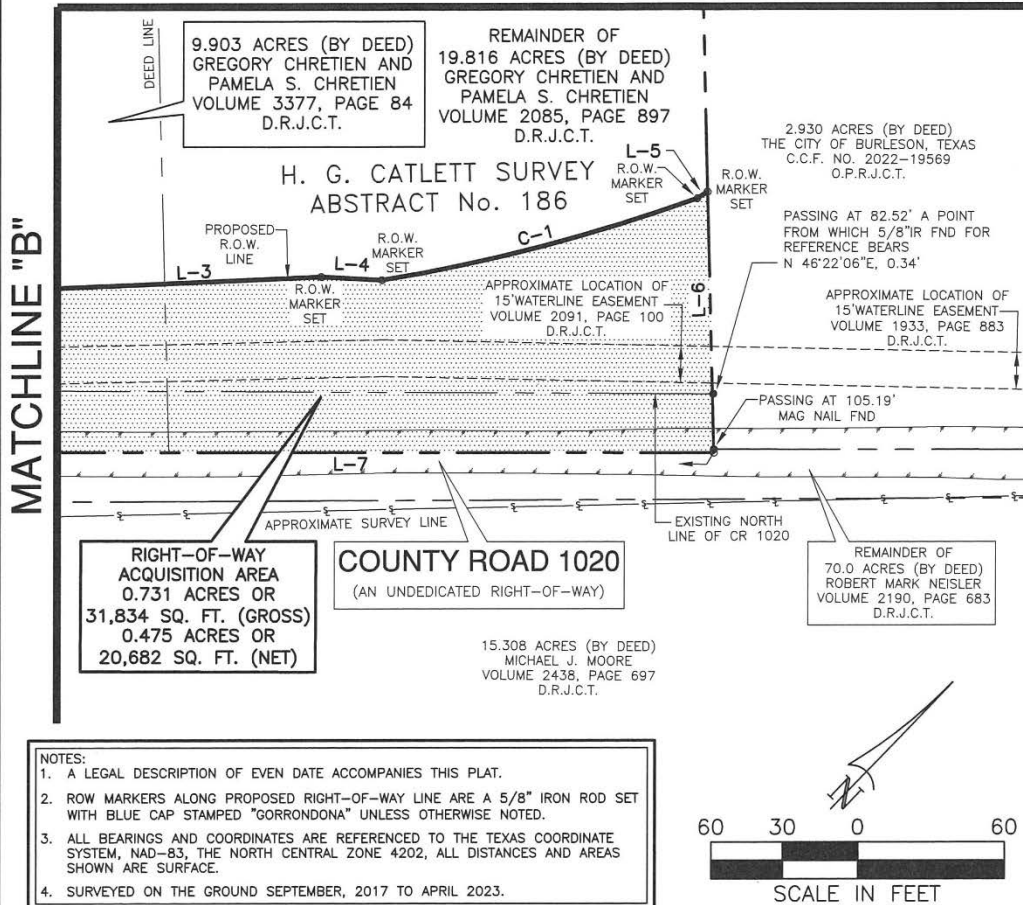 DEED LINE
9.903 ACRES (BY DEED)
GREGORY CHRETIEN AND
PAMELA S. CHRETIEN
VOLUME 3377, PAGE 84
D.R.J.C.T.
REMAINDER OF
19.816 ACRES (BY DEED)
GREGORY CHRETIEN AND
PAMELA S. CHRETIEN
VOLUME 2085, PAGE 897
D.R.J.C.T.
2.930 ACRES (BY DEED)
THE CITY OF BURLESON, TEXAS
C.C.F. NO. 2022-19569
O.P.R.J.C.T.
H. G. CATLETT SURVEY
ABSTRACT No. 186
L-5
R.O.W.
MARKER
SET
R.O.W.
MARKER
SET
PASSING AT 82.52' A POINT
FROM WHICH 5/8"IR FND FOR
REFERENCE BEARS
N 46°22'06"E, 0.34'
MATCHLINE "B"
PROPOSED
R.O.W.
LINE
L-3
L-4
R.O.W.
MARKER
SET
R.O.W.
MARKER
SET
C-1
L-6
APPROXIMATE LOCATION OF
15'WATERLINE EASEMENT
VOLUME 2091, PAGE 100
D.R.J.C.T.
APPROXIMATE LOCATION OF
15'WATERLINE EASEMENT
VOLUME 1933, PAGE 883
D.R.J.C.T.
PASSING AT 105.19'
MAG NAIL FND
L-7
APPROXIMATE SURVEY LINE
EXISTING NORTH
LINE OF CR 1020
RIGHT-OF-WAY
ACQUISITION AREA
0.731 ACRES OR
31,834 SQ. FT. (GROSS)
0.475 ACRES OR
20,682 SQ. FT. (NET)
COUNTY ROAD 1020
(AN UNDEDICATED RIGHT-OF-WAY)
REMAINDER OF
70.0 ACRES (BY DEED)
ROBERT MARK NEISLER
VOLUME 2190, PAGE 683
D.R.J.C.T.
15.308 ACRES (BY DEED)
MICHAEL J. MOORE
VOLUME 2438, PAGE 697
D.R.J.C.T.
NOTES:
1. A LEGAL DESCRIPTION OF EVEN DATE ACCOMPANIES THIS PLAT.
2. ROW MARKERS ALONG PROPOSED RIGHT-OF-WAY LINE ARE A 5/8" IRON ROD SET
WITH BLUE CAP STAMPED "GORRONDONA" UNLESS OTHERWISE NOTED.
3. ALL BEARINGS AND COORDINATES ARE REFERENCED TO THE TEXAS COORDINATE
SYSTEM, NAD-83, THE NORTH CENTRAL ZONE 4202, ALL DISTANCES AND AREAS
SHOWN ARE SURFACE.
4. SURVEYED ON THE GROUND SEPTEMBER, 2017 TO APRIL 2023.
N
60 30 0 60
SCALE IN FEET